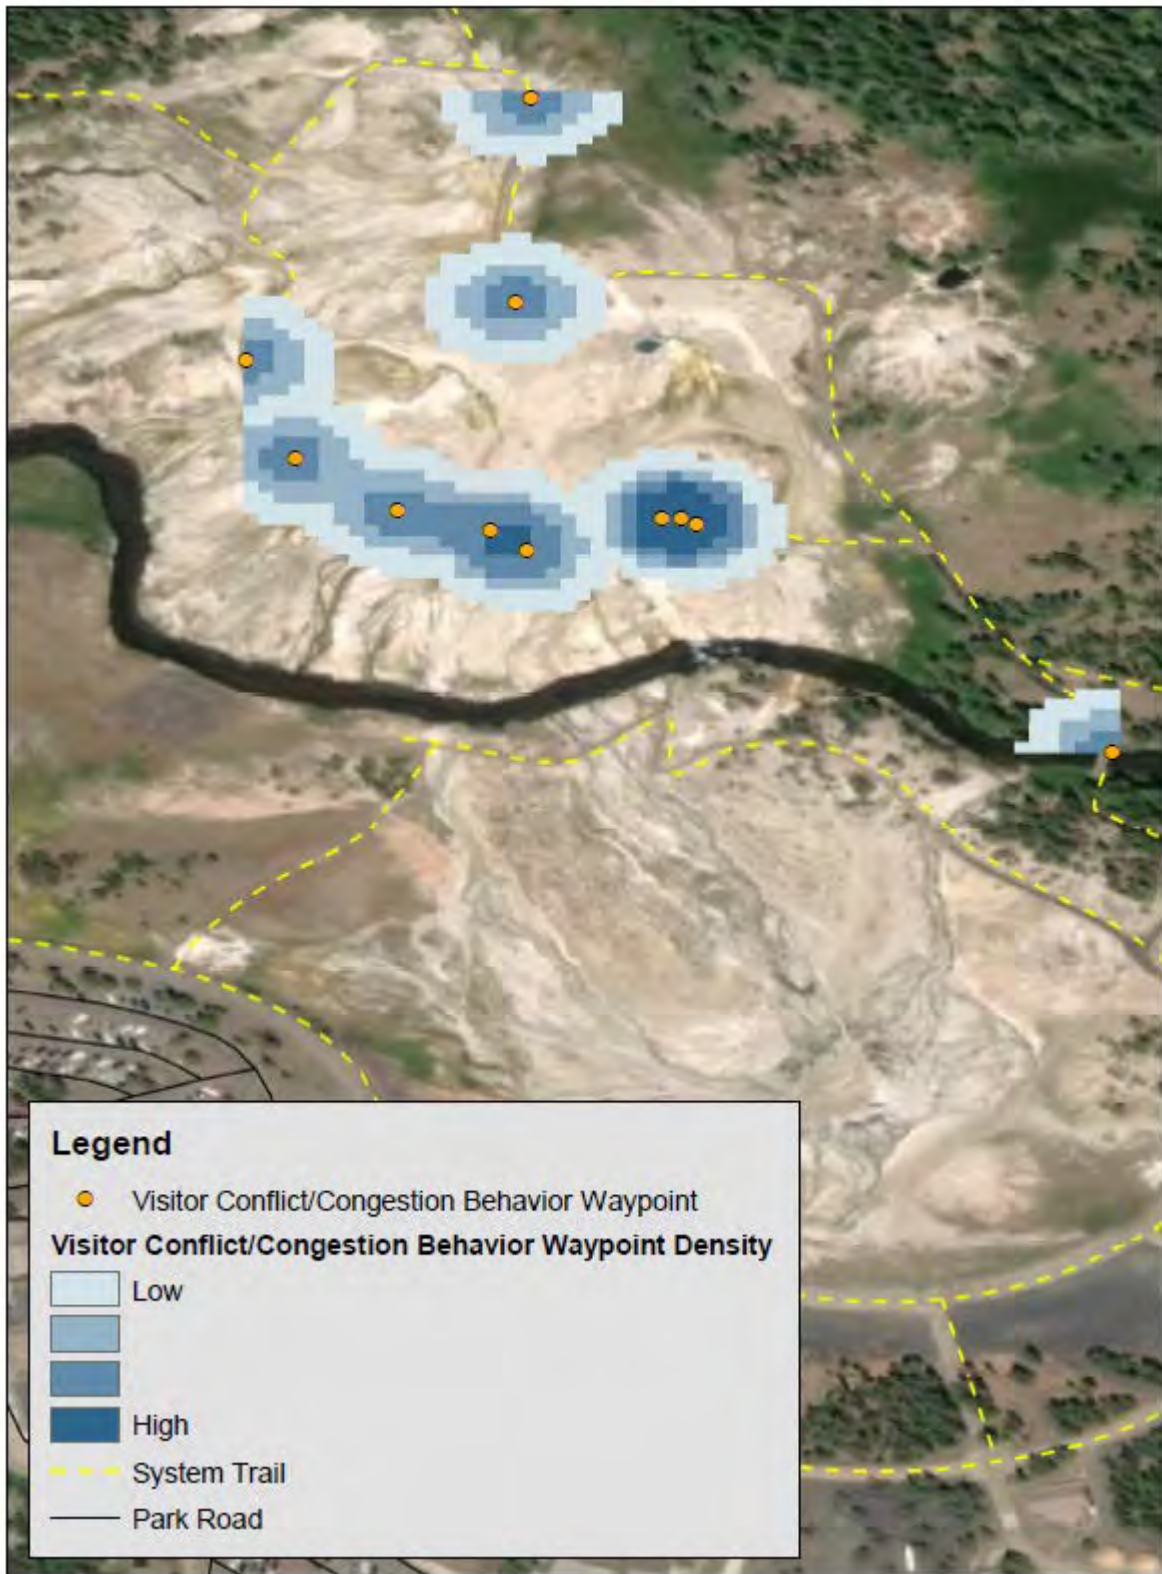 Legend
Visitor Conflict/Congestion Behavior Waypoint
Visitor Conflict/Congestion Behavior Waypoint Density
Low
High
System Trail
Park Road